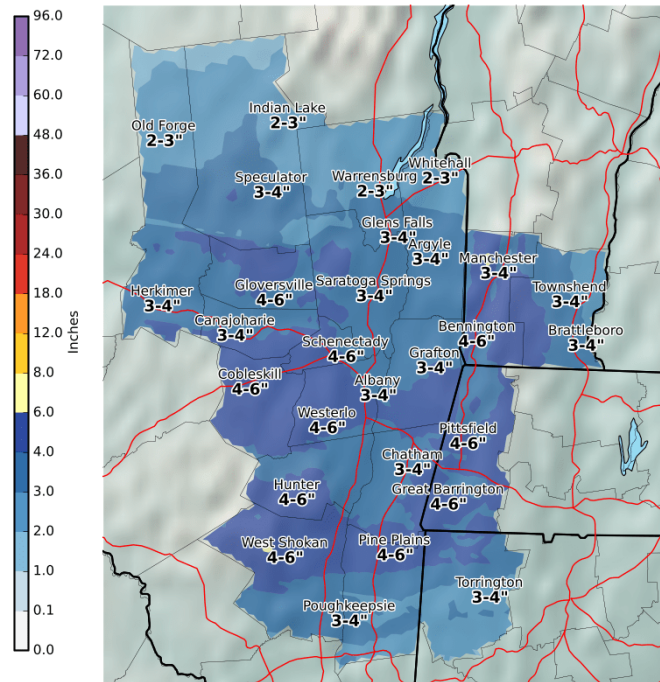 96.0
72.0
60.0
48.0
36.0
30.0
24.0
18.0
12.0
8.0
6.0
4.0
3.0
2.0
1.0
0.1
0.0
Inches
Indian Lake
2-3"
Old Forge
2-3"
Whitehall
2-3"
Speculator
3-4"
Warrensburg
2-3"
Glens Falls
3-4"
Argyle
3-4"
Manchester
3-4"
Herkimer
3-4"
Gloversville
4-6"
Saratoga Springs
3-4"
Townshend
3-4"
Canajoharie
3-4"
Schenectady
4-6"
Bennington
4-6"
Brattleboro
3-4"
Grafton
3-4"
Cobleskill
4-6"
Albany
3-4"
Westerlo
4-6"
Pittsfield
4-6"
Chatham
3-4"
Hunter
4-6"
Great Barrington
4-6"
West Shokan
4-6"
Pine Plains
4-6"
Torrington
3-4"
Poughkeepsie
3-4"